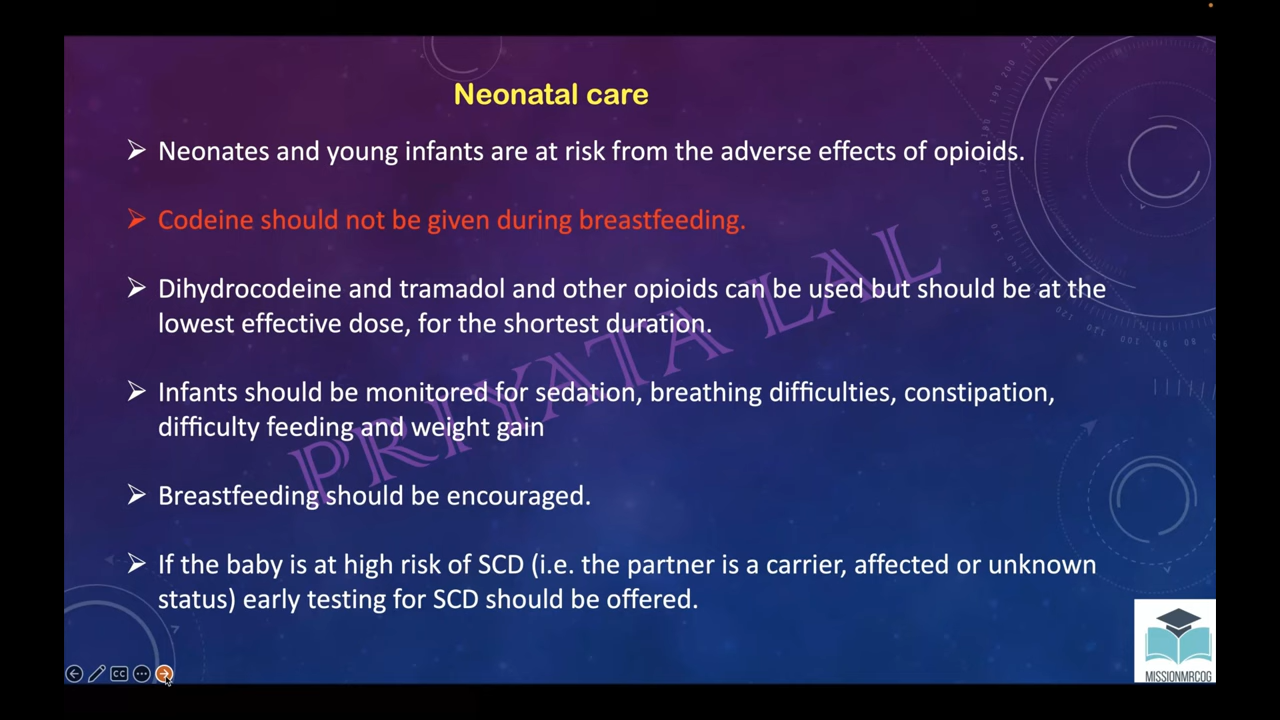 Neonatal care
➢ Neonates and young infants are at risk from the adverse effects of opioids.
➢ Codeine should not be given during breastfeeding.
➢ Dihydrocodeine and tramadol and other opioids can be used but should be at the
lowest effective dose, for the shortest duration.
➢ Infants should be monitored for sedation, breathing difficulties, constipation,
difficulty feeding and weight gain
➢ Breastfeeding should be encouraged.
➢ If the baby is at high risk of SCD (i.e. the partner is a carrier, affected or unknown
status) early testing for SCD should be offered.
PRIYATA LAL
MISSIONMRCOG
CC